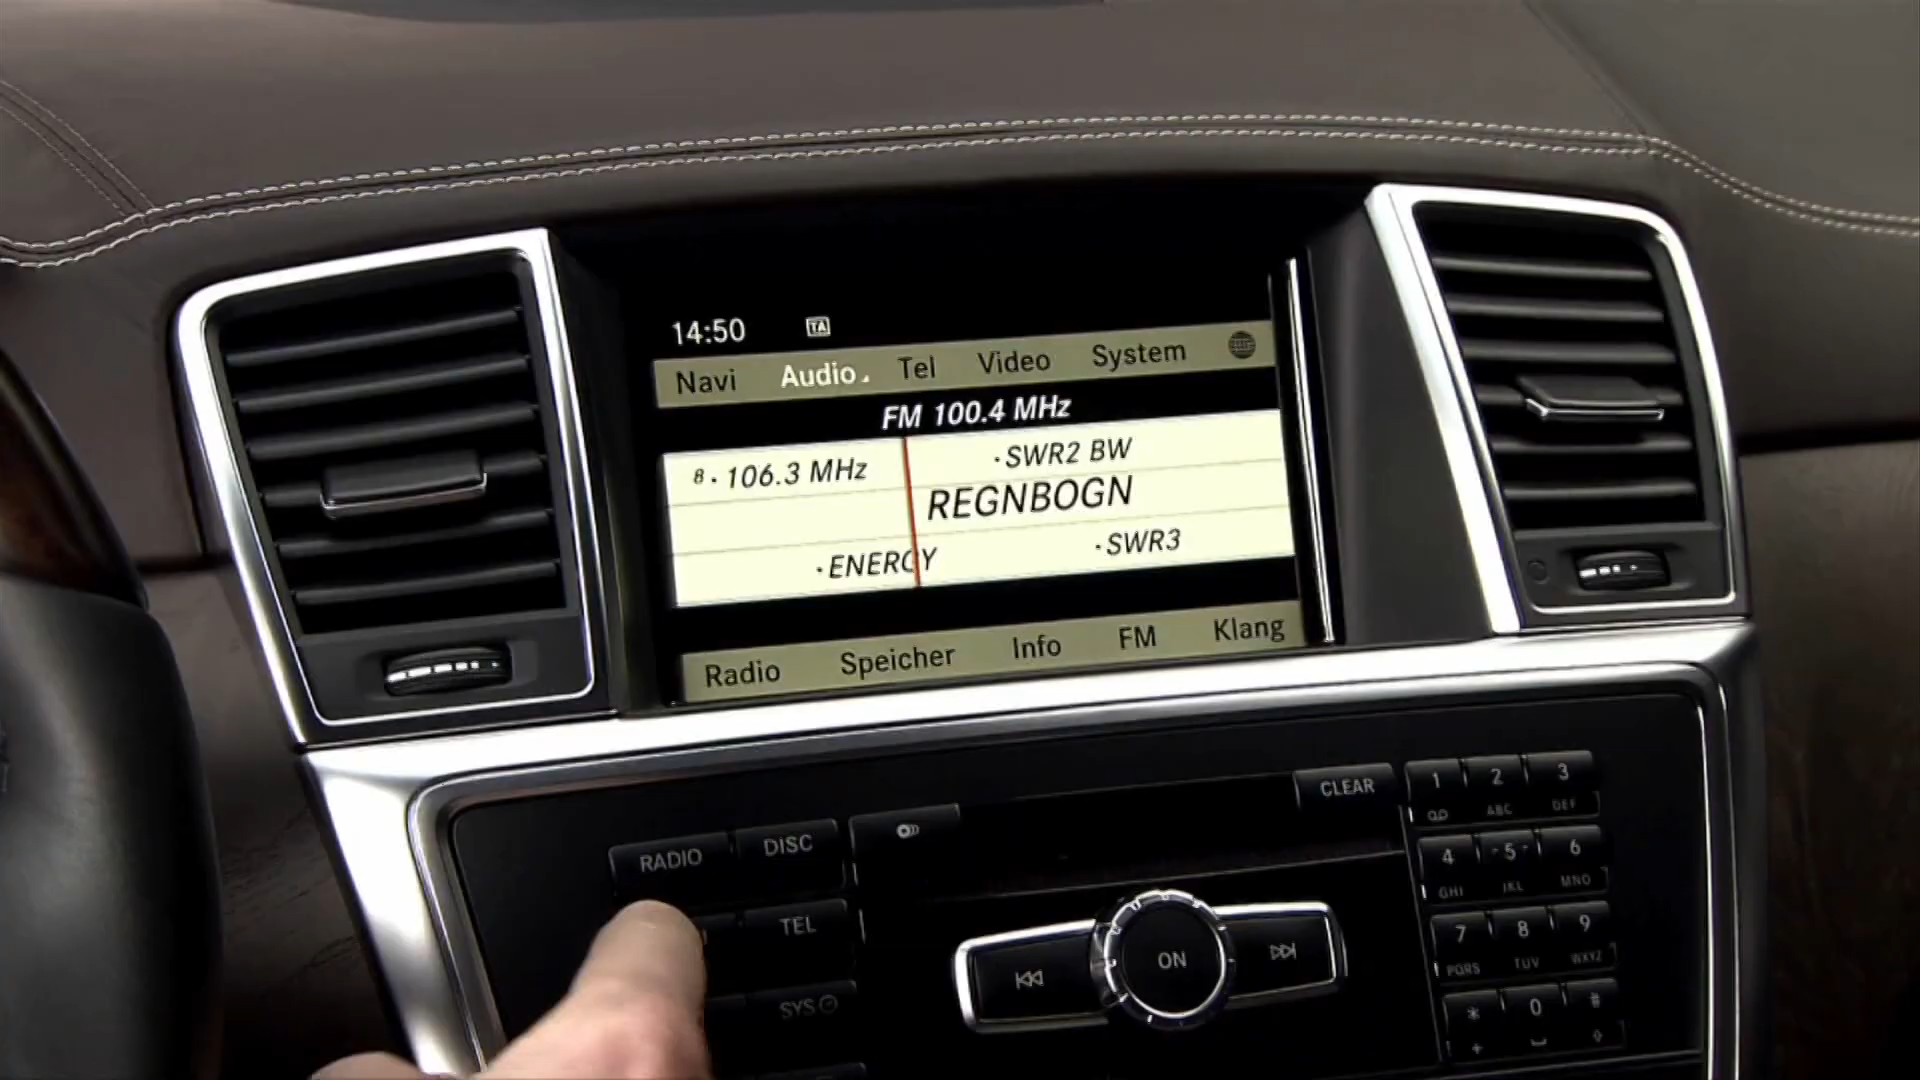 14:50 TA
Navi Audio Tel Video System
FM 100.4 MHz
8 · 106.3 MHz
· SWR2 BW
REGNBOGN
· ENERGY
· SWR3
Radio Speicher Info FM Klang
RADIO DISC
TEL
SYS
CLEAR
ON
1 2 ABC 3 DEF
4 GHI 5 JKL 6 MNO
7 PQRS 8 TUV 9 WXYZ
* + 0 #